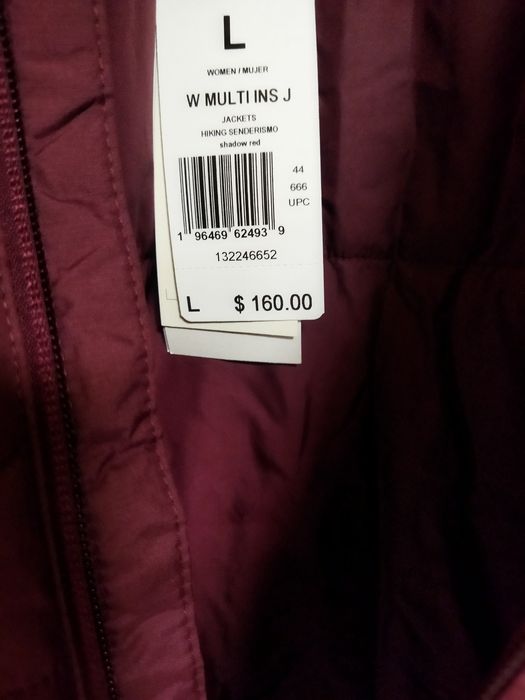 L
WOMEN / MUJER
W MULTI INS J
JACKETS
HIKING SENDERISMO
shadow red
44
666
UPC
1 96469 62493 9
132246652
L $ 160.00